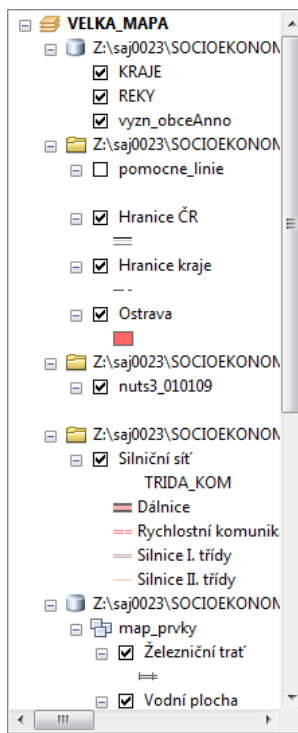 VELKA_MAPA
Z:\saj0023\SOCIOEKONOM
KRAJE
REKY
vyzn_obceAnno
Z:\saj0023\SOCIOEKONOM
pomocne_linie
Hranice ČR
Hranice kraje
Ostrava
Z:\saj0023\SOCIOEKONOM
nuts3_010109
Z:\saj0023\SOCIOEKONOM
Silniční síť
TRIDA_KOM
Dálnice
Rychlostní komunik
Silnice I. třídy
Silnice II. třídy
Z:\saj0023\SOCIOEKONOM
map_prvky
Železniční trať
Vodní plocha